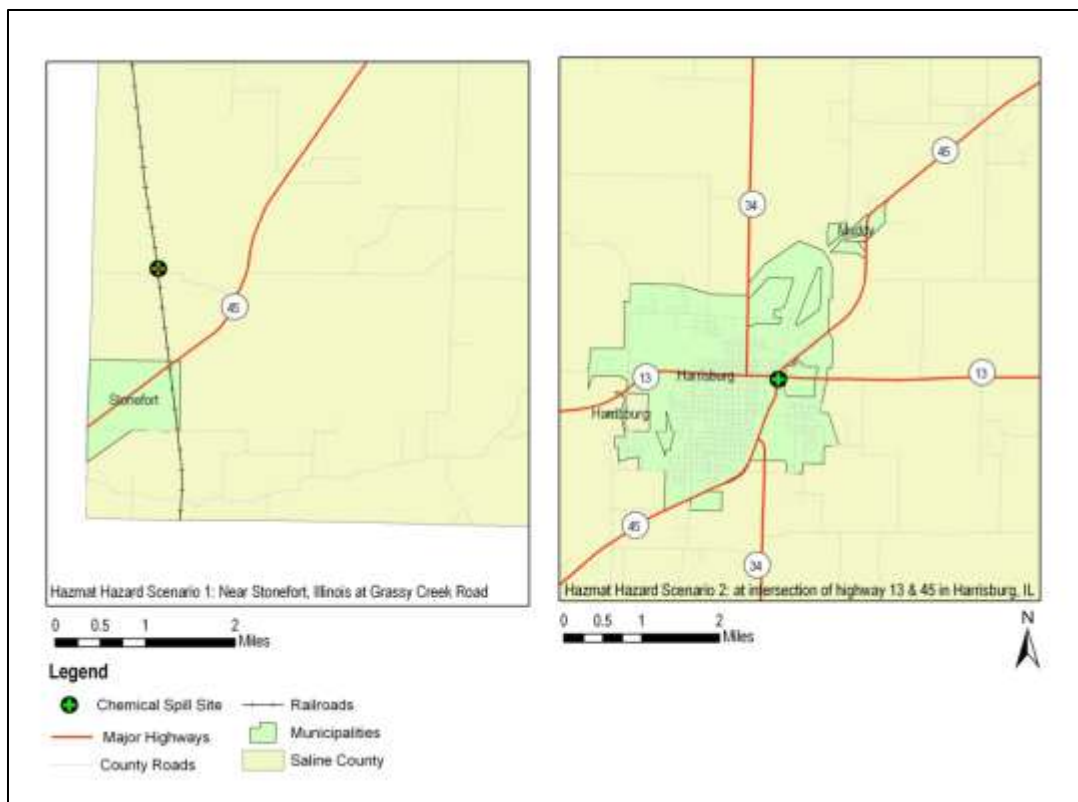 45
Stonefort
Hazmat Hazard Scenario 1: Near Stonefort, Illinois at Grassy Creek Road
0 0.5 1 2
Miles
45
34
Muddy
13
Harrisburg
13
Harrisburg
45
34
Hazmat Hazard Scenario 2: at intersection of highway 13 & 45 in Harrisburg, IL
0 0.5 1 2
Miles
N
Legend
Chemical Spill Site
Railroads
Major Highways
Municipalities
County Roads
Saline County